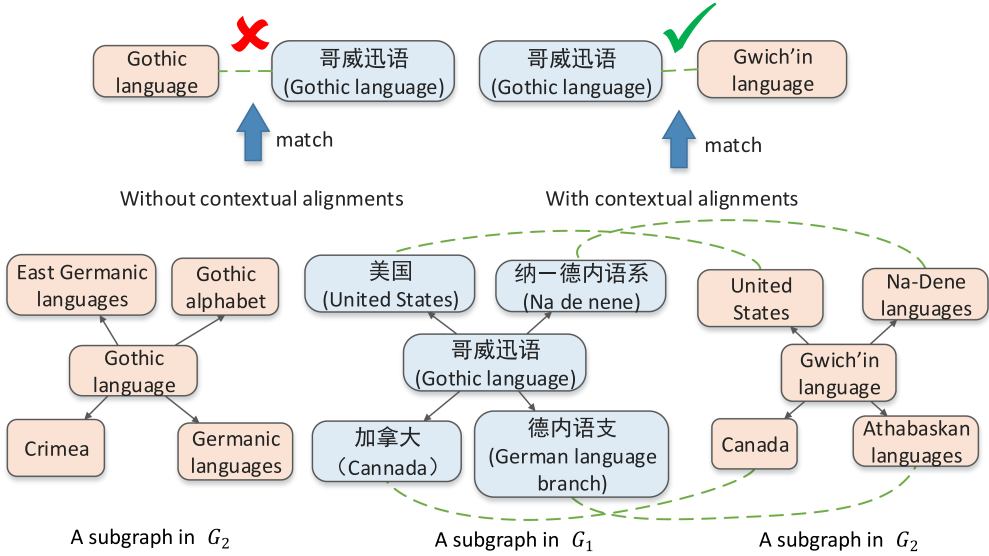 Gothic
language
哥威迅语
(Gothic language)
哥威迅语
(Gothic language)
Gwich'in
language
match
match
Without contextual alignments
With contextual alignments
East Germanic
languages
Gothic
alphabet
Gothic
language
Crimea
Germanic
languages
美国
(United States)
纳一德内语系
(Na de nene)
哥威迅语
(Gothic language)
加拿大
（Cannada）
德内语支
(German language
branch)
United
States
Na-Dene
languages
Gwich'in
language
Canada
Athabaskan
languages
A subgraph in G₂
A subgraph in G₁
A subgraph in G₂